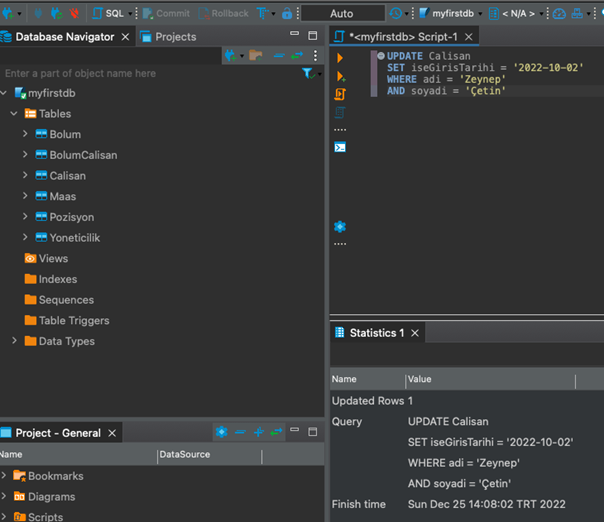 SQL
Commit
Rollback
T
Auto
myfirstdb
< N/A >
Database Navigator
Projects
Enter a part of object name here
myfirstdb
Tables
Bolum
BolumCalisan
Calisan
Maas
Pozisyon
Yoneticilik
Views
Indexes
Sequences
Table Triggers
Data Types
Project - General
Name DataSource
Bookmarks
Diagrams
Scripts
*<myfirstdb> Script-1
UPDATE Calisan
SET iseGirisTarihi = '2022-10-02'
WHERE adi = 'Zeynep'
AND soyadi = 'Çetin'
Statistics 1
Name Value
Updated Rows 1
Query UPDATE Calisan
SET iseGirisTarihi = '2022-10-02'
WHERE adi = 'Zeynep'
AND soyadi = 'Çetin'
Finish time Sun Dec 25 14:08:02 TRT 2022